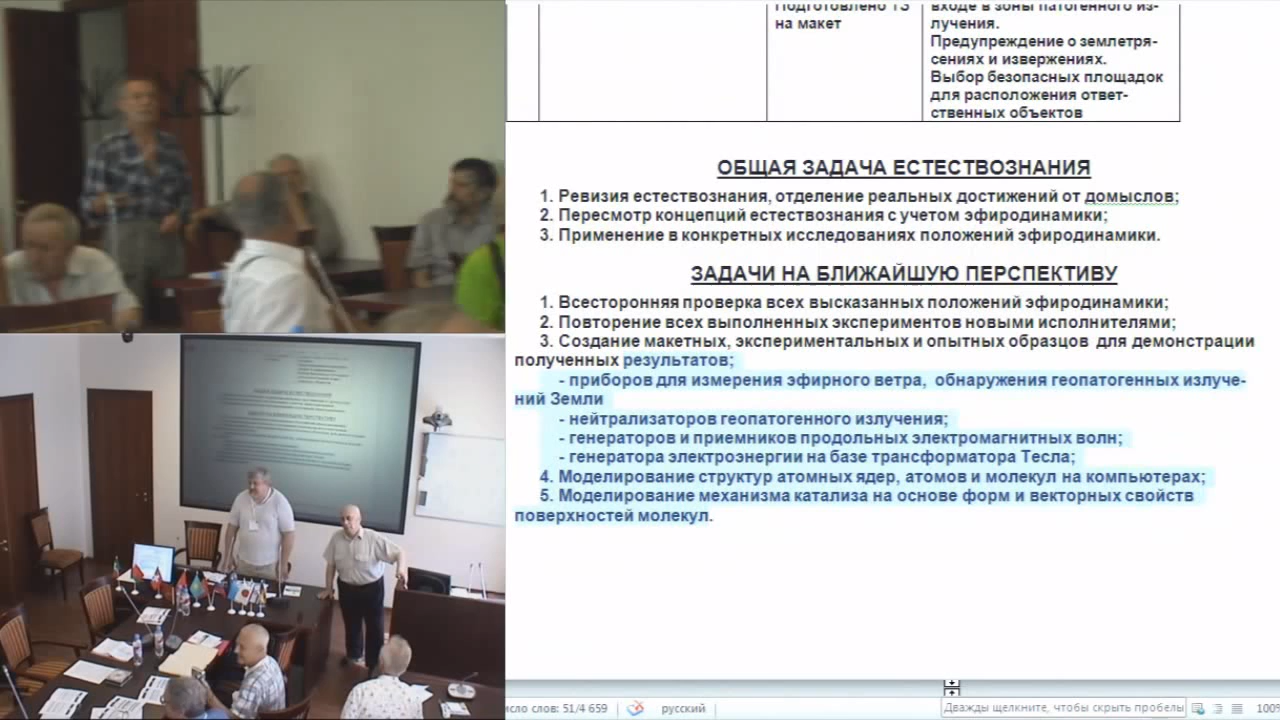 Подготовлено ТЗ
на макет
входе в зоны патогенного из-
лучения.
Предупреждение о землетря-
сениях и извержениях.
Выбор безопасных площадок
для расположения ответ-
ственных объектов
ОБЩАЯ ЗАДАЧА ЕСТЕСТВОЗНАНИЯ
1. Ревизия естествознания, отделение реальных достижений от домыслов;
2. Пересмотр концепций естествознания с учетом эфиродинамики;
3. Применение в конкретных исследованиях положений эфиродинамики.
ЗАДАЧИ НА БЛИЖАЙШУЮ ПЕРСПЕКТИВУ
1. Всесторонняя проверка всех высказанных положений эфиродинамики;
2. Повторение всех выполненных экспериментов новыми исполнителями;
3. Создание макетных, экспериментальных и опытных образцов для демонстрации
полученных результатов;
- приборов для измерения эфирного ветра, обнаружения геопатогенных излуче-
ний Земли
- нейтрализаторов геопатогенного излучения;
- генераторов и приемников продольных электромагнитных волн;
- генератора электроэнергии на базе трансформатора Тесла;
4. Моделирование структур атомных ядер, атомов и молекул на компьютерах;
5. Моделирование механизма катализа на основе форм и векторных свойств
поверхностей молекул.
исло слов: 51/4 659
русский
Дважды щелкните, чтобы скрыть пробелы
100%